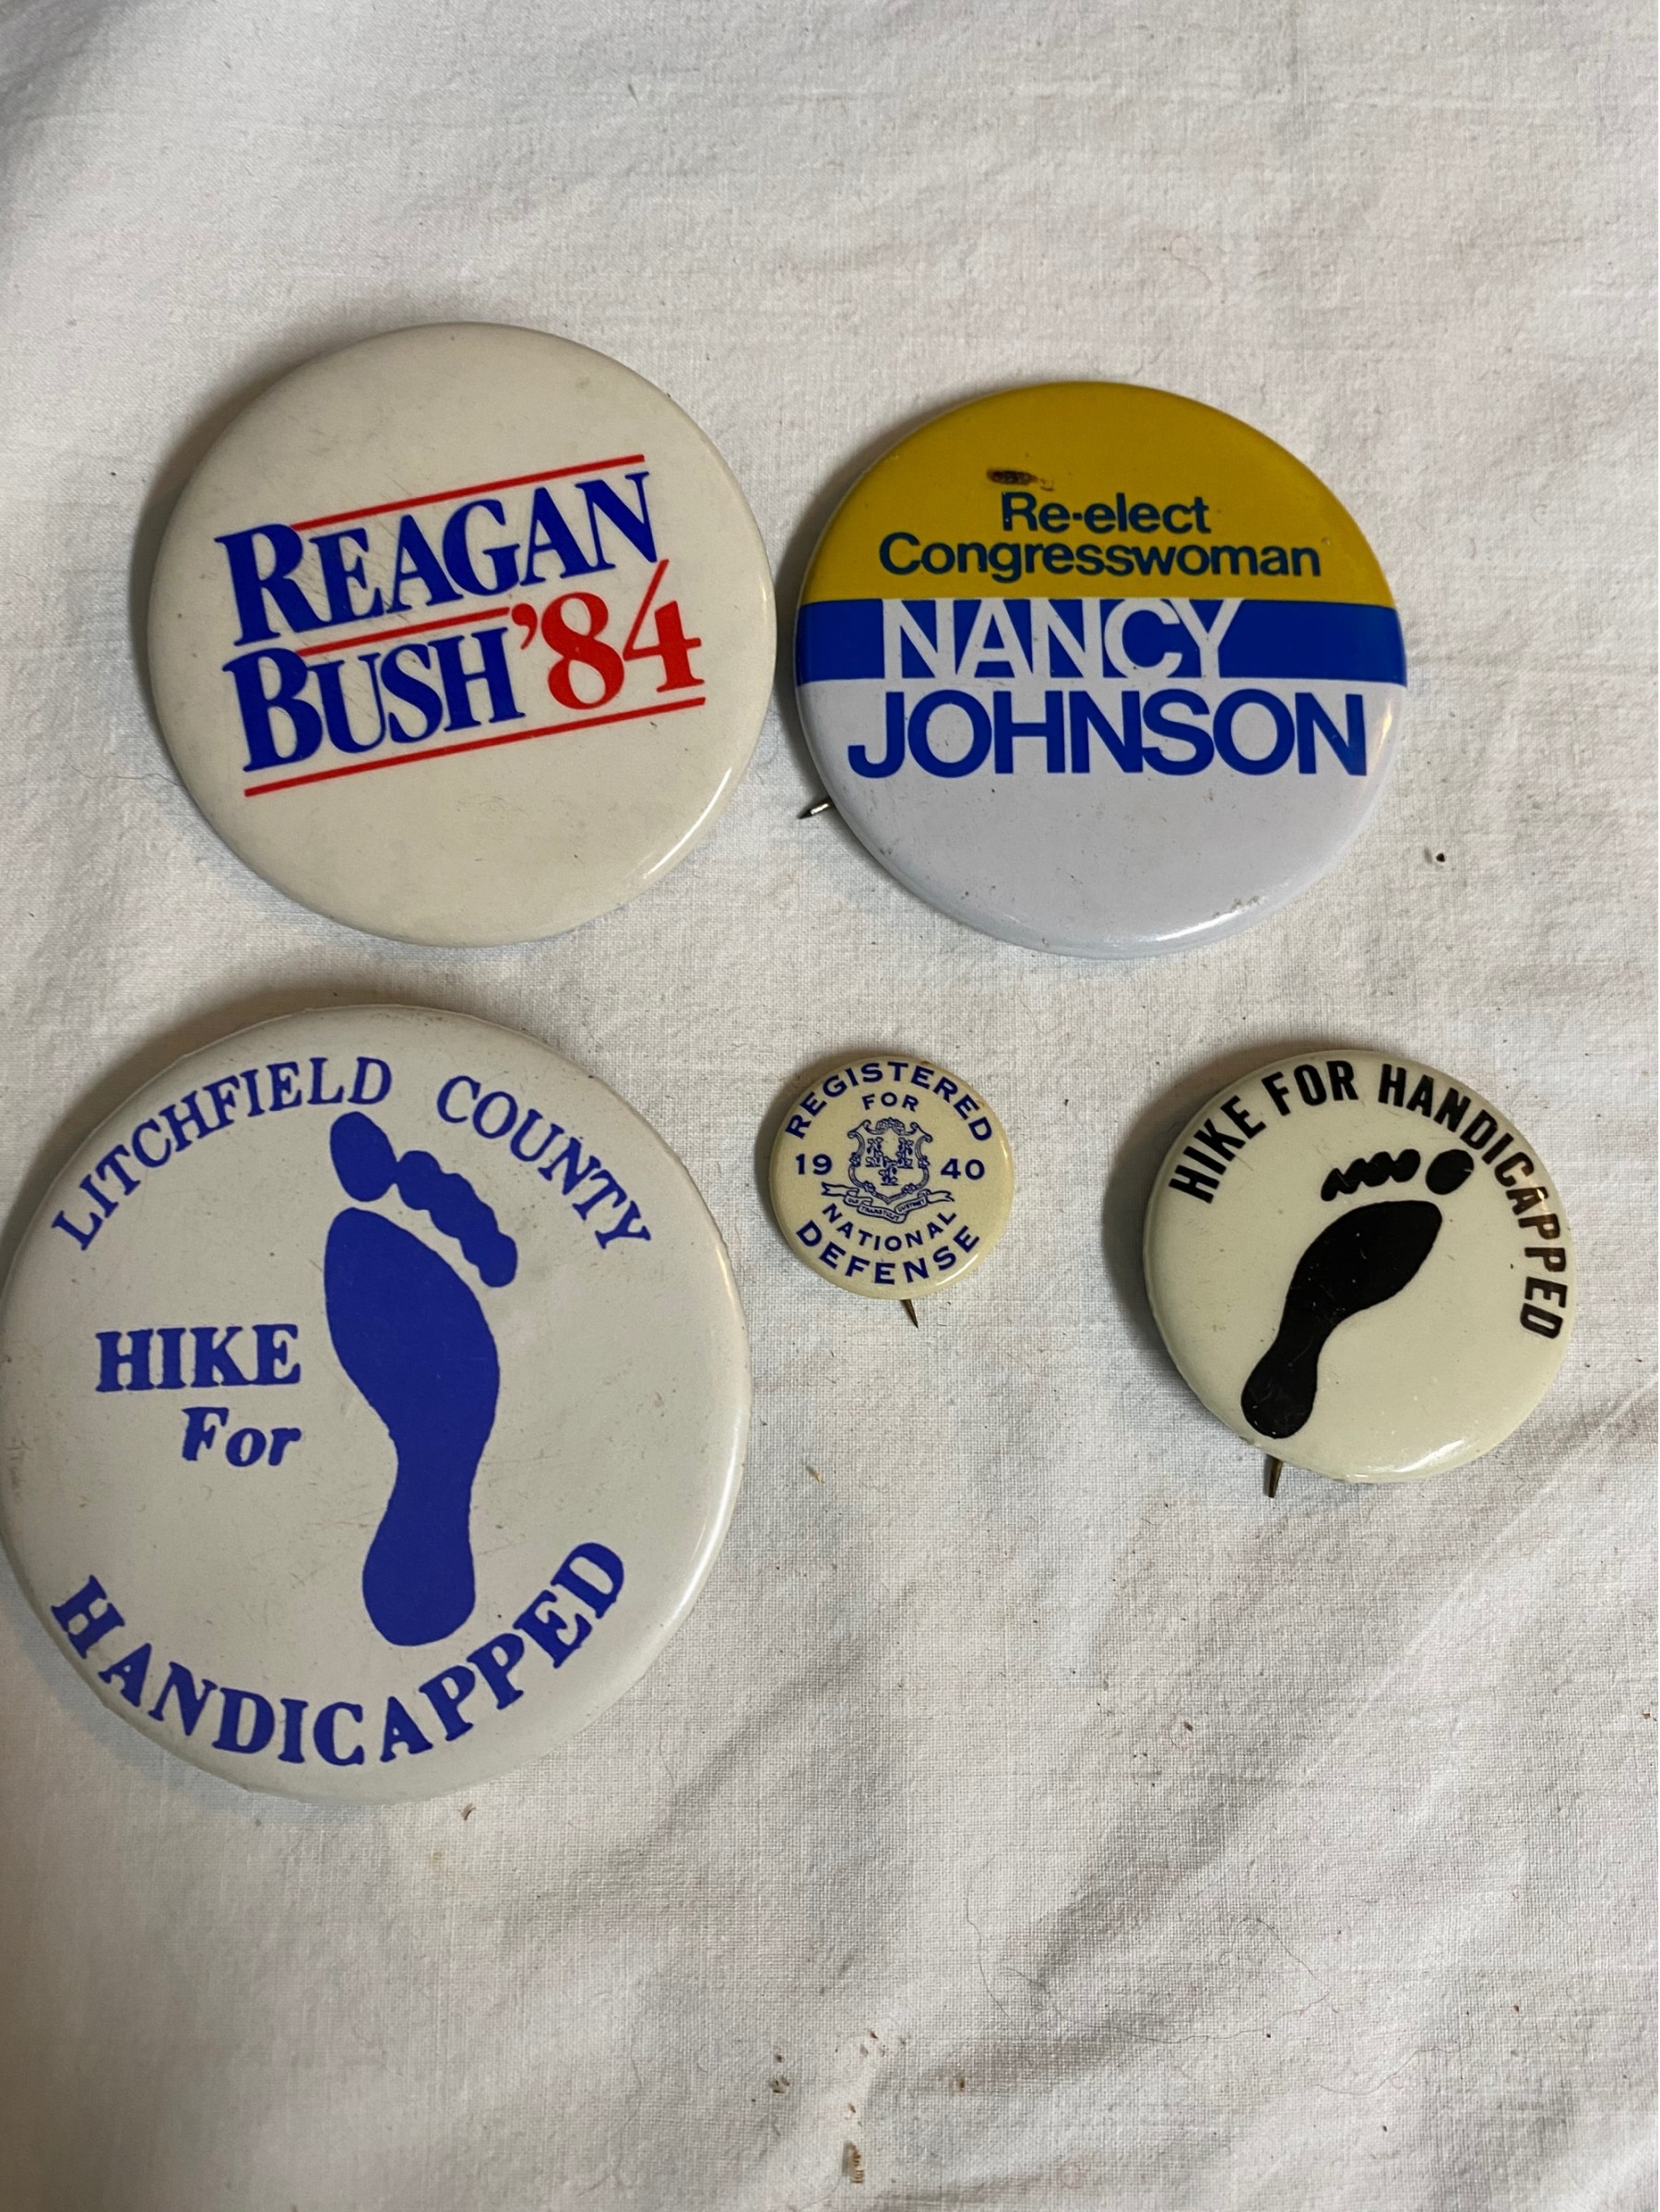 REAGAN
BUSH '84
Re-elect
Congresswoman
NANCY
JOHNSON
LITCHFIELD COUNTY
HIKE
For
HANDICAPPED
REGISTERED
FOR
19 40
NATIONAL
DEFENSE
HIKE FOR HANDICAPPED